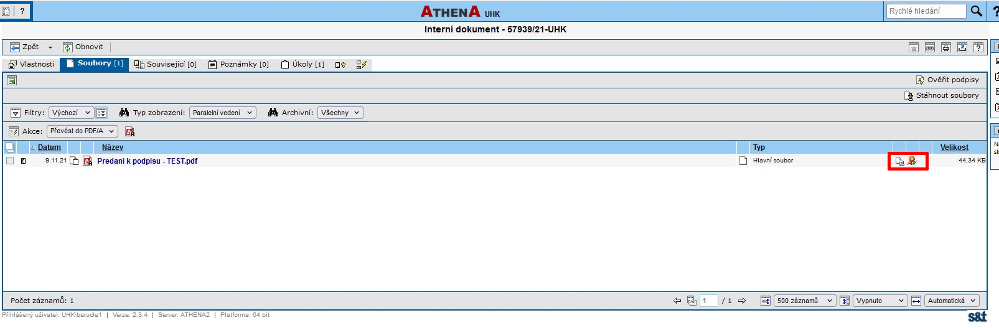 ?
ATHENA UHK
Rychlé hledání
?
Interní dokument - 57939/21-UHK
Zpět
Obnovit
?
Vlastnosti
Soubory [1]
Související [0]
Poznámky [0]
Úkoly [1]
Ověřit podpisy
Stáhnout soubory
Filtry: Výchozí
Typ zobrazení: Paralelní vedení
Archivní: Všechny
Akce: Převést do PDF/A
Datum
Název
Typ
Velikost
E
9.11.21
Predani k podpisu - TEST.pdf
Hlavní soubor
44,34 KB
Počet záznamů: 1
1 / 1
500 záznamů
Vypnuto
Automatická
Přihlášený uživatel: UHK\barucle1 | Verze: 2.3.4 | Server: ATHENA2 | Platforma: 64 bit
s&t